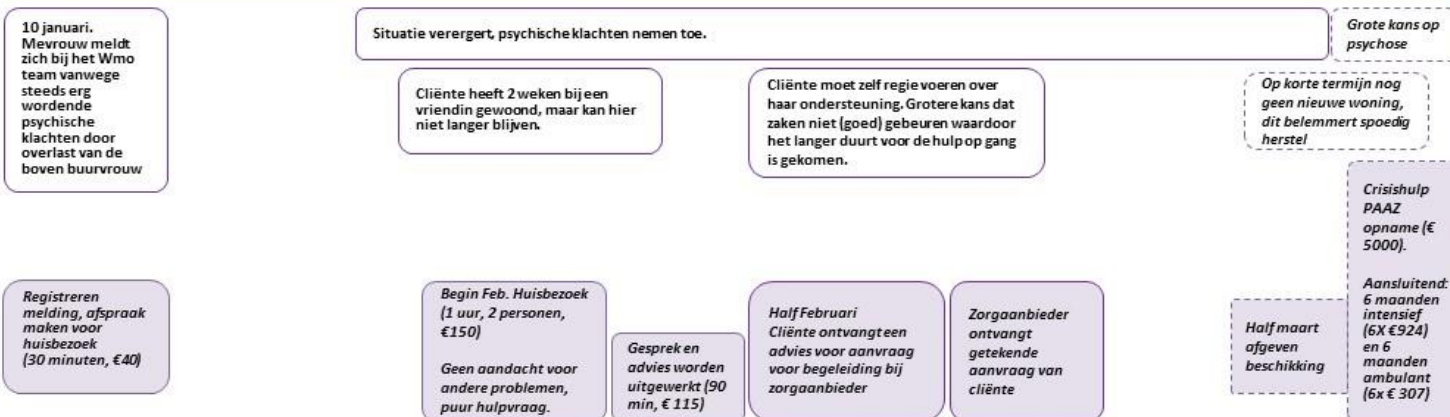 10 januari.
Mevrouw meldt
zich bij het Wmo
team vanwege
steeds erg
wordende
psychische
klachten door
overlast van de
boven buurvrouw
Situatie verergert, psychische klachten nemen toe.
Grote kans op
psychose
Cliënte heeft 2 weken bij een
vriendin gewoond, maar kan hier
niet langer blijven.
Cliënte moet zelf regie voeren over
haar ondersteuning. Grotere kans dat
zaken niet (goed) gebeuren waardoor
het langer duurt voor de hulp op gang
is gekomen.
Op korte termijn nog
geen nieuwe woning,
dit belemmert spoedig
herstel
Registreren
melding, afspraak
maken voor
huisbezoek
(30 minuten, €40)
Begin Feb. Huisbezoek
(1 uur, 2 personen,
€150)
Geen aandacht voor
andere problemen,
puur hulpvraag.
Gesprek en
advies worden
uitgewerkt (90
min, € 115)
Half Februari
Cliënte ontvangt een
advies voor aanvraag
voor begeleiding bij
zorgaanbieder
Zorgaanbieder
ontvangt
getekende
aanvraag van
cliënte
Half maart
afgeven
beschikking
Crisishulp
PAAZ
opname (€
5000).
Aansluitend:
6 maanden
intensief
(6X €924)
en 6
maanden
ambulant
(6x € 307)